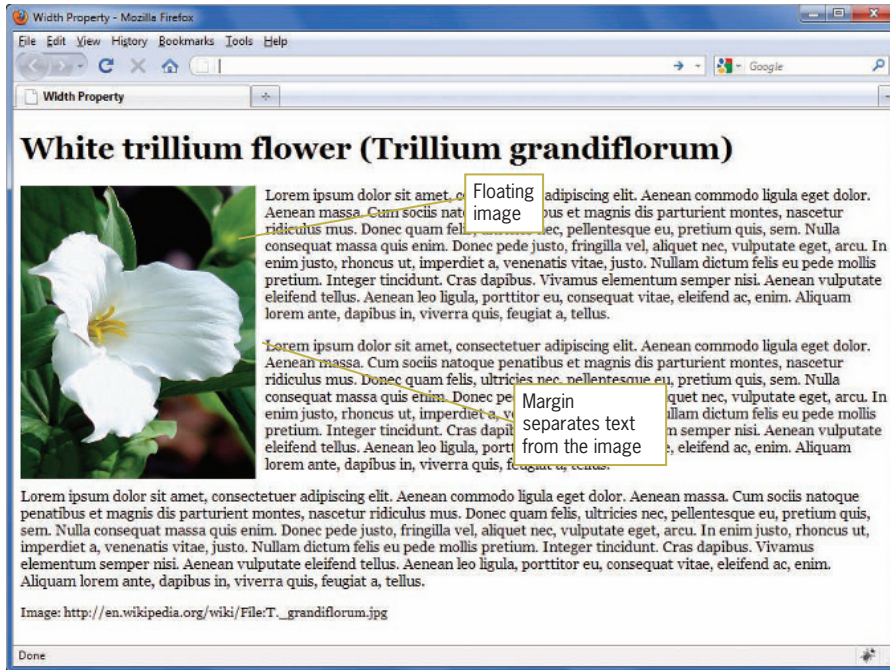 Width Property - Mozilla Firefox
File Edit View History Bookmarks Tools Help
Google
Width Property
White trillium flower (Trillium grandiflorum)
Lorem ipsum dolor sit amet, adipiscing elit. Aenean commodo ligula eget dolor.
Aenean massa. Cum sociis bus et magnis dis parturient montes, nascetur
ridiculus mus. Donec quam felis, ultricies nec, pellentesque eu, pretium quis, sem. Nulla
consequat massa quis enim. Donec pede justo, fringilla vel, aliquet nec, vulputate eget, arcu. In
enim justo, rhoncus ut, imperdiet a, venenatis vitae, justo. Nullam dictum felis eu pede mollis
pretium. Integer tincidunt. Cras dapibus. Vivamus elementum semper nisi. Aenean vulputate
eleifend tellus. Aenean leo ligula, porttitor eu, consequat vitae, eleifend ac, enim. Aliquam
lorem ante, dapibus in, viverra quis, feugiat a, tellus.
Floating
image
Lorem ipsum dolor sit amet, consectetuer adipiscing elit. Aenean commodo ligula eget dolor.
Aenean massa. Cum sociis natoque penatibus et magnis dis parturient montes, nascetur
ridiculus mus. Donec quam felis, ultricies nec, pellentesque eu, pretium quis, sem. Nulla
consequat massa quis enim. Donec nec, vulputate eget, arcu. In
enim justo, rhoncus ut, imperdiet a, dictum felis eu pede mollis
pretium. Integer tincidunt. Cras semper nisi. Aenean vulputate
eleifend tellus. Aenean leo ligula, eleifend ac, enim. Aliquam
lorem ante, dapibus in, viverra quis, feugiat a, tellus.
Margin
separates text
from the image
Lorem ipsum dolor sit amet, consectetuer adipiscing elit. Aenean commodo ligula eget dolor. Aenean massa. Cum sociis natoque
penatibus et magnis dis parturient montes, nascetur ridiculus mus. Donec quam felis, ultricies nec, pellentesque eu, pretium quis,
sem. Nulla consequat massa quis enim. Donec pede justo, fringilla vel, aliquet nec, vulputate eget, arcu. In enim justo, rhoncus ut,
imperdiet a, venenatis vitae, justo. Nullam dictum felis eu pede mollis pretium. Integer tincidunt. Cras dapibus. Vivamus
elementum semper nisi. Aenean vulputate eleifend tellus. Aenean leo ligula, porttitor eu, consequat vitae, eleifend ac, enim.
Aliquam lorem ante, dapibus in, viverra quis, feugiat a, tellus.
Image: http://en.wikipedia.org/wiki/File:T._grandiflorum.jpg
Done